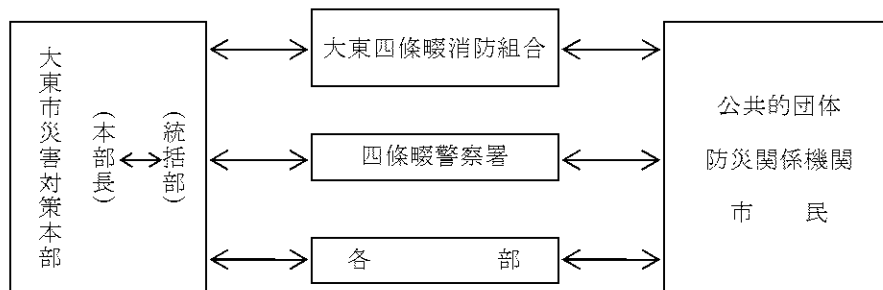 大東市災害対策本部
(本部長)
(統括部)
大東四條畷消防組合
四條畷警察署
各　部
公共的団体
防災関係機関
市　民